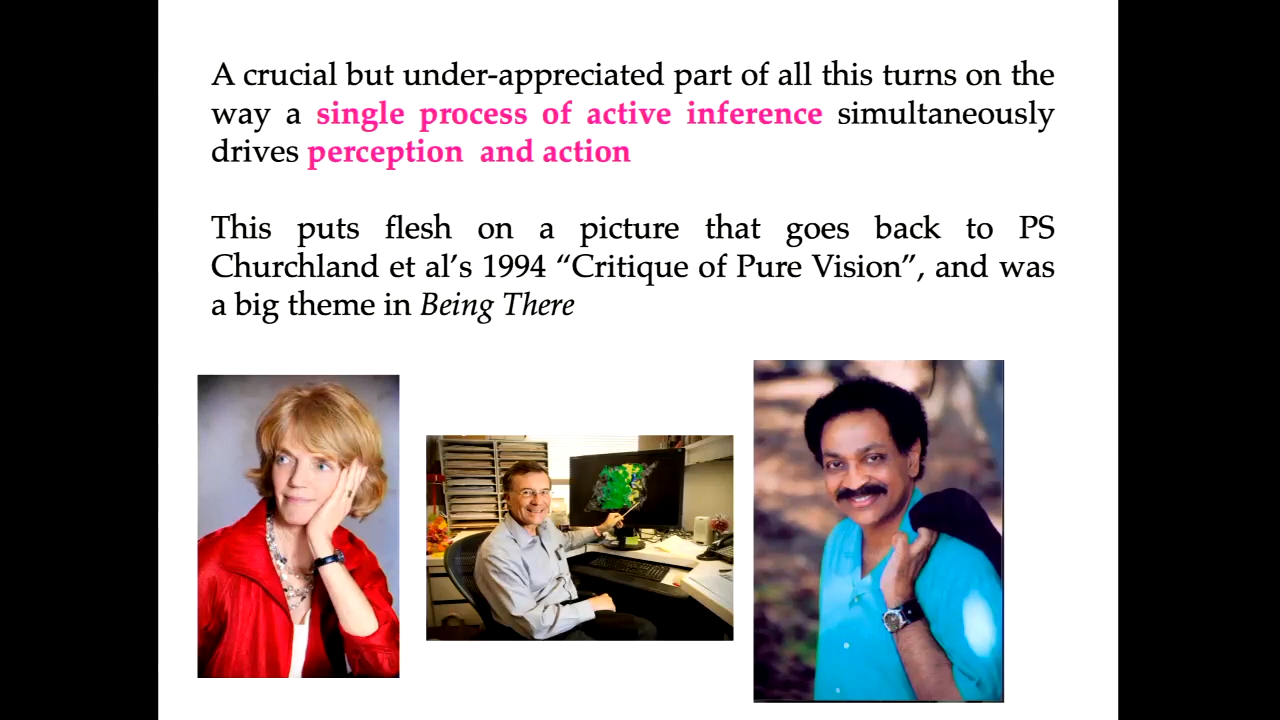 A crucial but under-appreciated part of all this turns on the
way a single process of active inference simultaneously
drives perception and action
This puts flesh on a picture that goes back to PS
Churchland et al’s 1994 “Critique of Pure Vision”, and was
a big theme in Being There